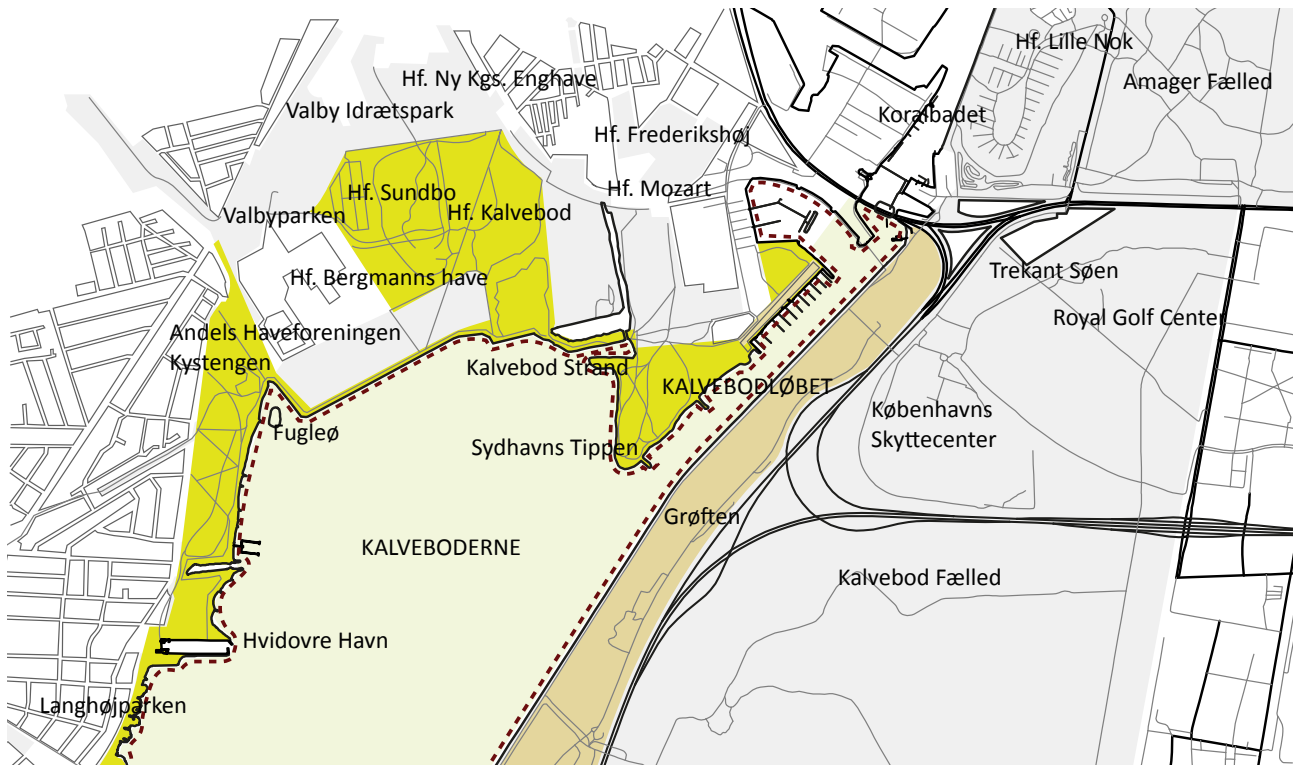 Hf. Lille Nok
Hf. Ny Kgs. Enghave
Amager Fælled
Valby Idrætspark
Koralbadet
Hf. Frederikshøj
Hf. Sundbo
Hf. Mozart
Valbyparken
Hf. Kalvebod
Hf. Bergmanns have
Trekant Søen
Royal Golf Center
Andels Haveforeningen
Kystengen
Kalvebod Strand
KALVEBODLØBET
Københavns
Skyttecenter
Fugleø
Sydhavns Tippen
Grøften
KALVEBODERNE
Kalvebod Fælled
Hvidovre Havn
Langhøjparken